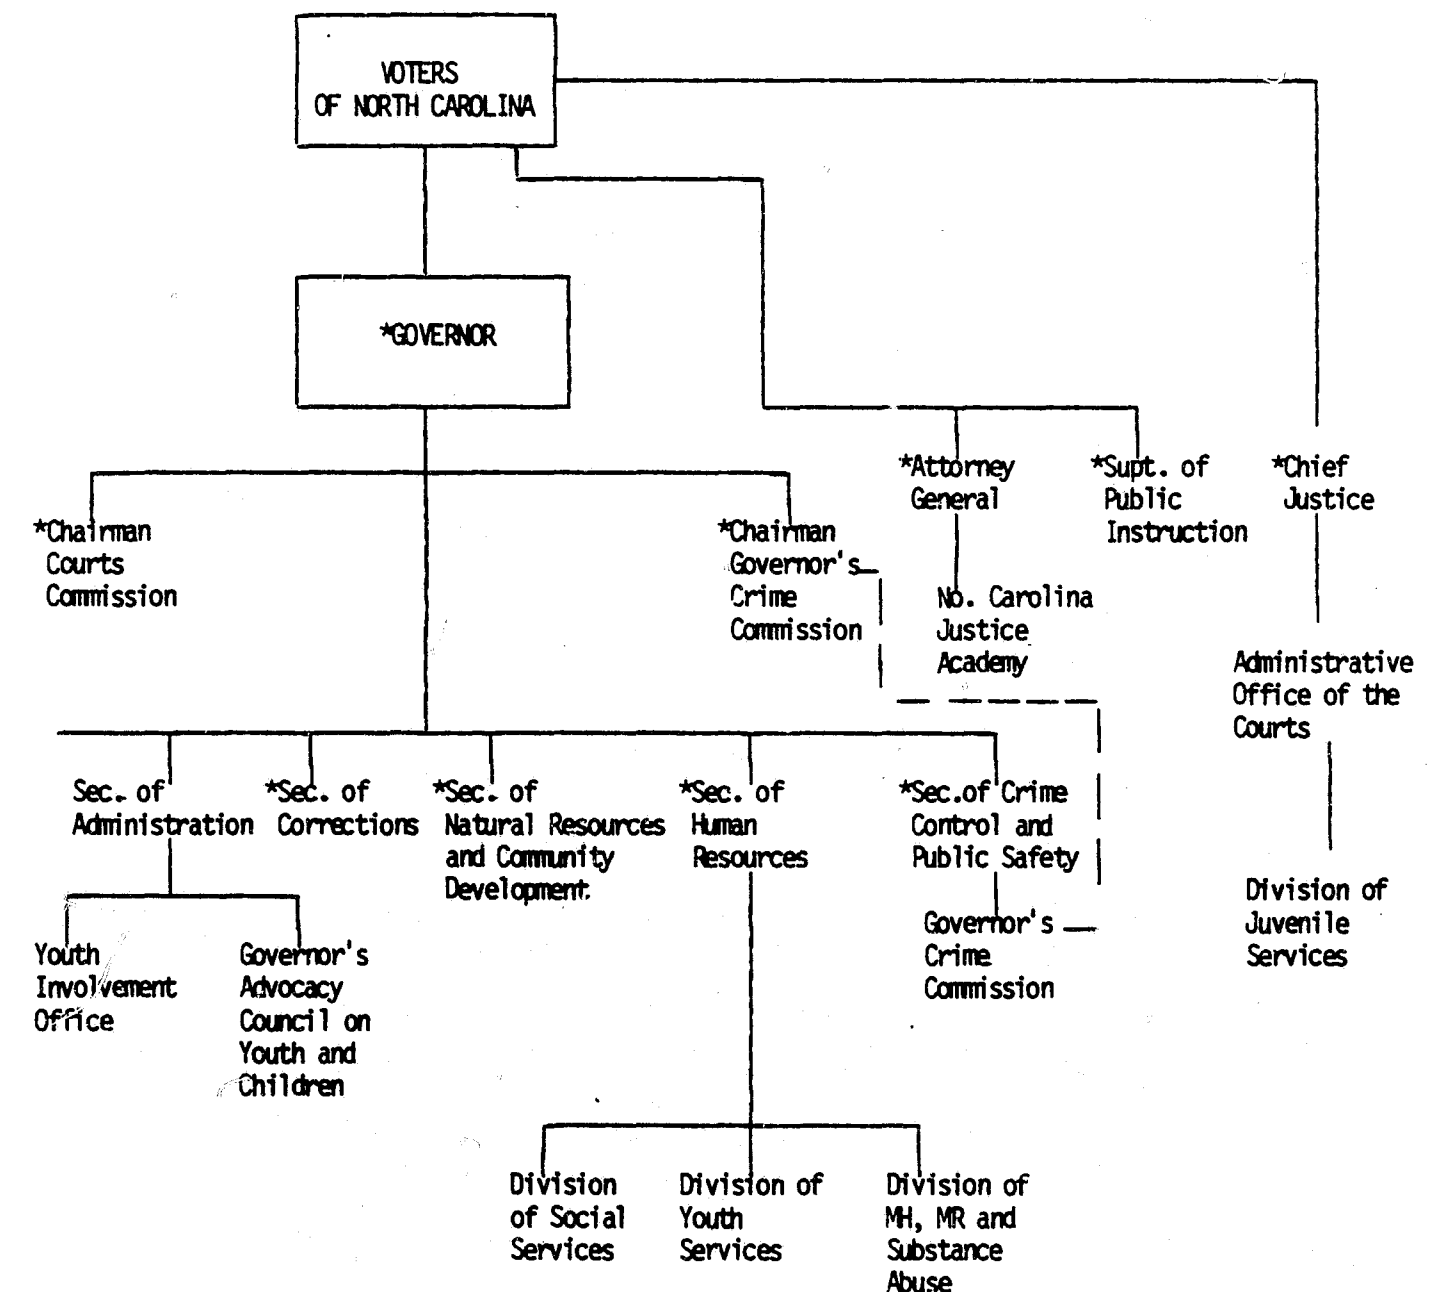 VOTERS
OF NORTH CAROLINA
*GOVERNOR
*Attorney
General
*Supt. of
Public
Instruction
*Chief
Justice
*Chairman
Courts
Commission
*Chairman
Governor's
Crime
Commission
No. Carolina
Justice
Academy
Administrative
Office of the
Courts
Sec. of
Administration
*Sec. of
Corrections
*Sec. of
Natural Resources
and Community
Development.
*Sec. of
Human
Resources
*Sec.of Crime
Control and
Public Safety
Governor's
Crime
Commission
Division of
Juvenile
Services
Youth
Involvement
Office
Governor's
Advocacy
Council on
Youth and
Children
Division
of Social
Services
Division of
Youth
Services
Division of
MH, MR and
Substance
Abuse